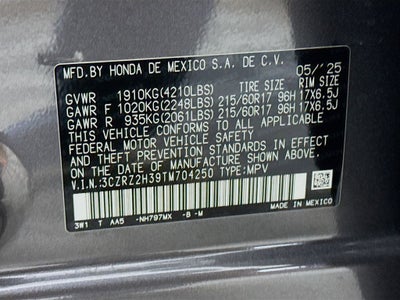 MFD.BY HONDA DE MEXICO S.A. DE C.V. 05/'25
TIRE SIZE RIM SIZE
GVWR 1910KG(4210LBS)
GAWR F 1020KG(2248LBS) 215/60R17 96H 17X6.5J
GAWR R 935KG(2061LBS) 215/60R17 96H 17X6.5J
THIS VEHICLE CONFORMS TO ALL APPLICABLE
FEDERAL MOTOR VEHICLE SAFETY
AND THEFT PREVENTION STANDARDS IN EFFECT
ON THE DATE OF MANUFACTURE SHOWN ABOVE.
V.I.N.:3CZRZ2H39TM704250 TYPE:MPV
3W1 T AA5 -NH797MX -B -M MADE IN MEXICO